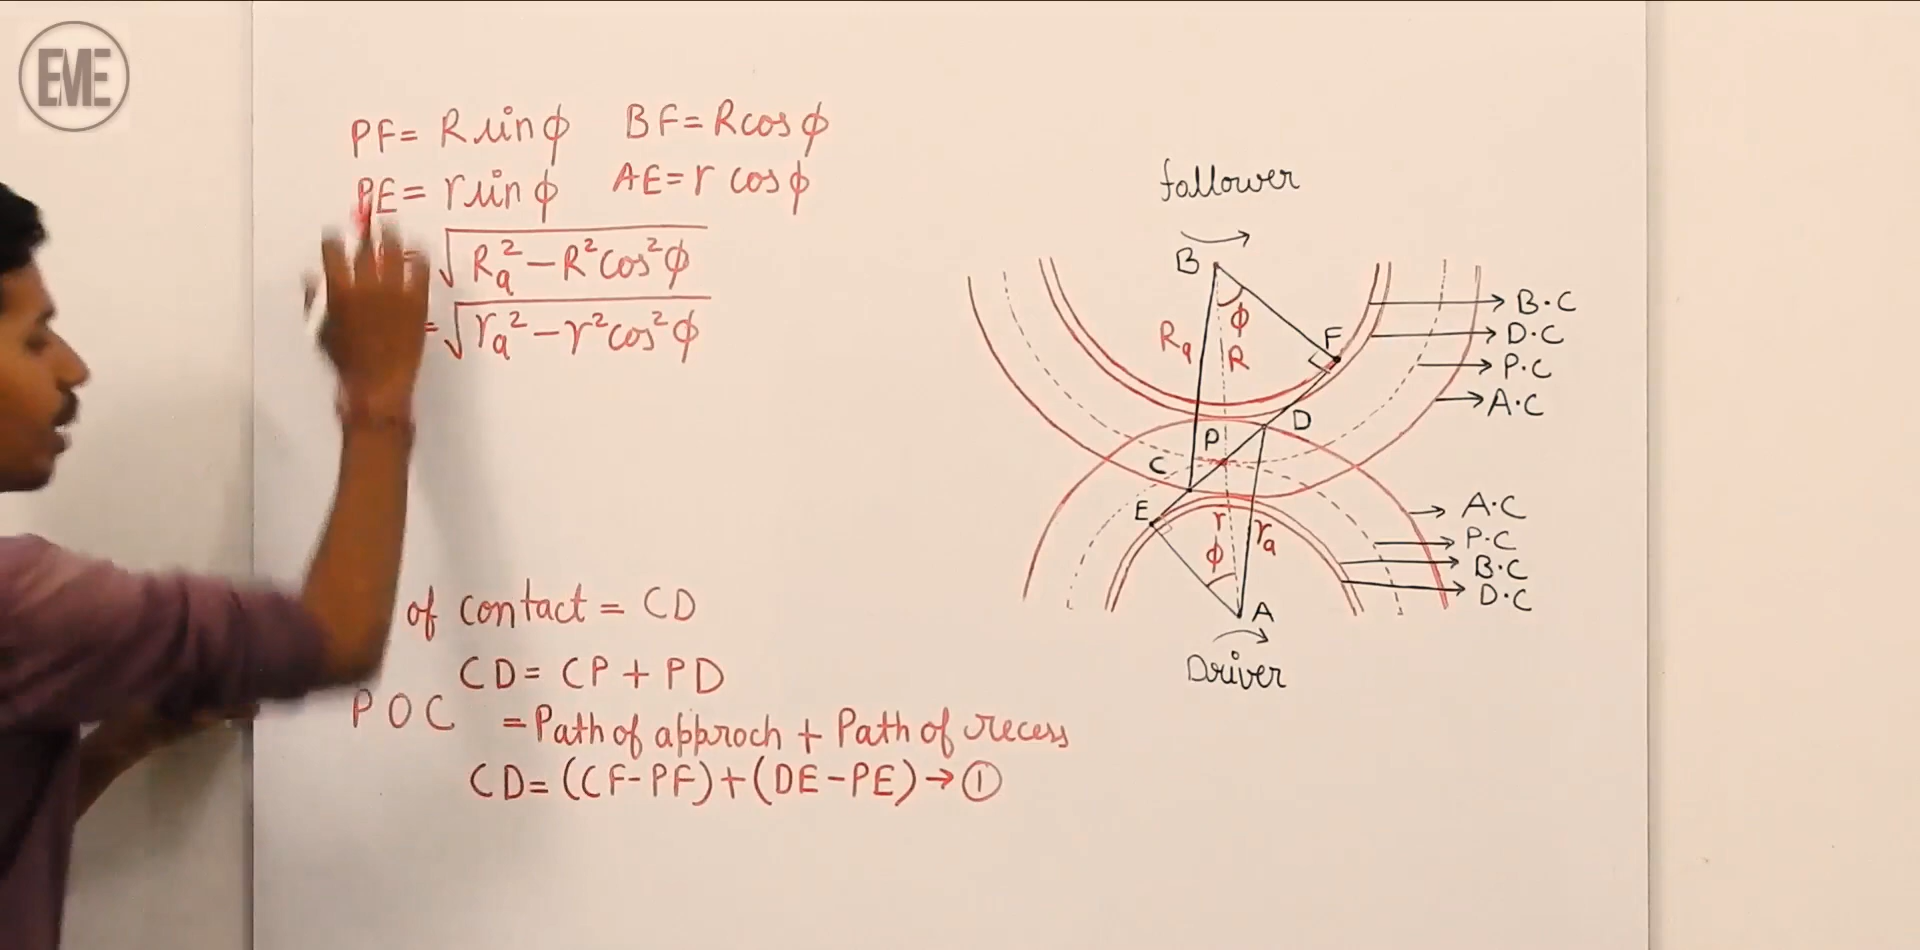 EME
PF = R sin ϕ BF = R cos ϕ
PE = r sin ϕ AE = r cos ϕ
= √(Ra² – R² cos² ϕ)
= √(ra² – r² cos² ϕ)
of contact = CD
CD = CP + PD
POC = Path of approch + Path of recess
CD = (CF - PF) + (DE - PE) → ①
follower
B
ϕ
Ra
R
F
D
P
C
E
r
ϕ
ra
A
Driver
B.C
D.C
P.C
A.C
A.C
P.C
B.C
D.C